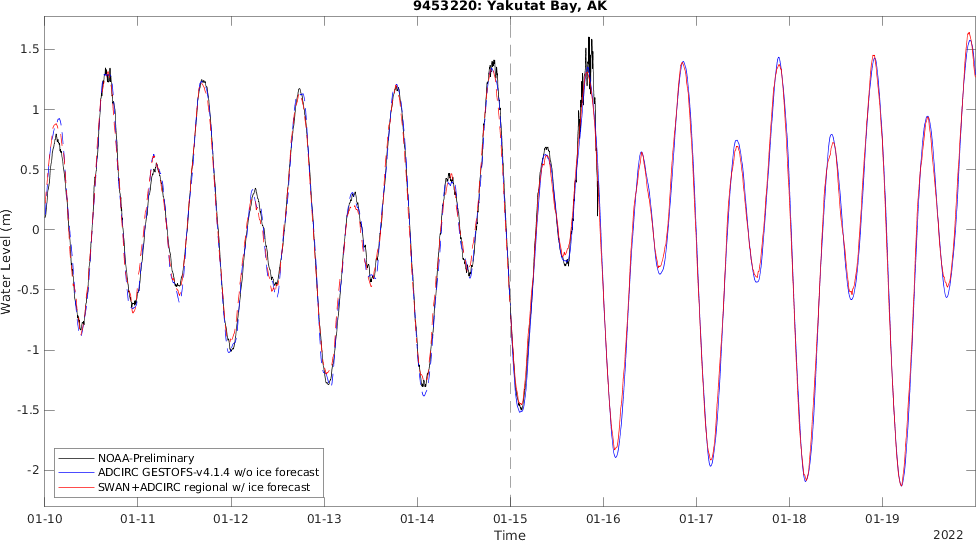 9453220: Yakutat Bay, AK
Water Level (m)
1.5
1
0.5
0
-0.5
-1
-1.5
-2
NOAA-Preliminary
ADCIRC GESTOFS-v4.1.4 w/o ice forecast
SWAN+ADCIRC regional w/ ice forecast
01-10 01-11 01-12 01-13 01-14 01-15 01-16 01-17 01-18 01-19
Time
2022